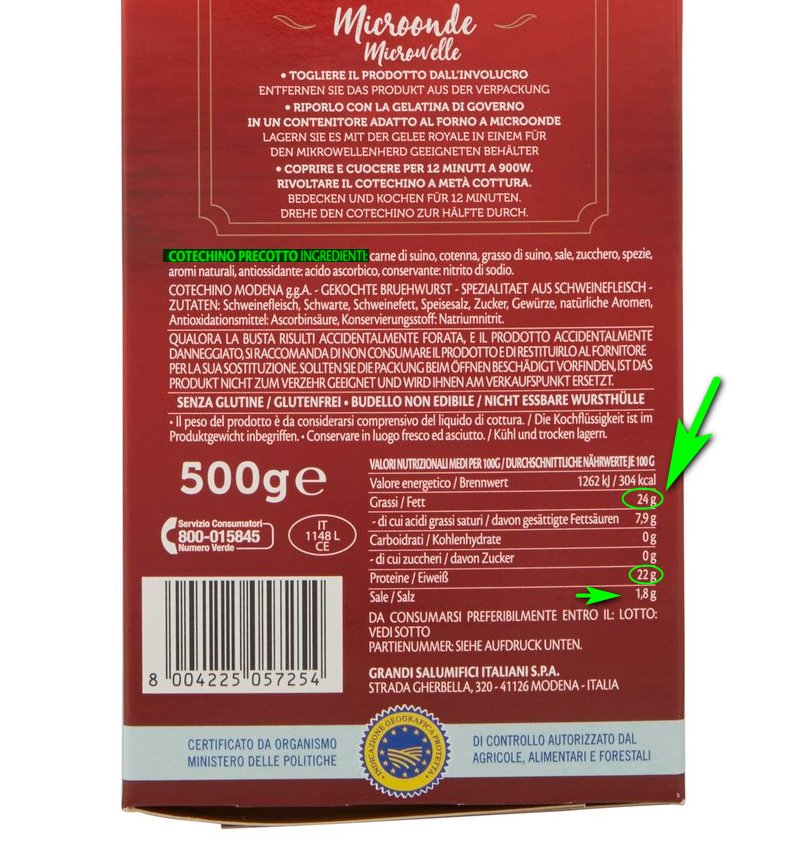 Microonde
Microwelle
• TOGLIERE IL PRODOTTO DALL'INVOLUCRO
ENTFERNEN SIE DAS PRODUKT AUS DER VERPACKUNG
• RIPORLO CON LA GELATINA DI GOVERNO
IN UN CONTENITORE ADATTO AL FORNO A MICROONDE
LAGERN SIE ES MIT DER GELEE ROYALE IN EINEM FÜR
DEN MIKROWELLENHERD GEEIGNETEN BEHÄLTER
• COPRIRE E CUOCERE PER 12 MINUTI A 900W.
RIVOLTARE IL COTECHINO A METÀ COTTURA.
BEDECKEN UND KOCHEN FÜR 12 MINUTEN.
DREHE DEN COTECHINO ZUR HÄLFTE DURCH.
COTECHINO PRECOTTO INGREDIENTI: carne di suino, cotenna, grasso di suino, sale, zucchero, spezie,
aromi naturali, antiossidante: acido ascorbico, conservante: nitrito di sodio.
COTECHINO MODENA g.g.A. - GEKOCHTE BRUEHWURST - SPEZIALITAET AUS SCHWEINEFLEISCH -
ZUTATEN: Schweinefleisch, Schwarte, Schweinefett, Speisesalz, Zucker, Gewürze, natürliche Aromen,
Antioxidationsmittel: Ascorbinsäure, Konservierungsstoff: Natriumnitrit.
QUALORA LA BUSTA RISULTI ACCIDENTALMENTE FORATA, E IL PRODOTTO ACCIDENTALMENTE
DANNEGGIATO, SI RACCOMANDA DI NON CONSUMARE IL PRODOTTO E DI RESTITUIRLO AL FORNITORE
PER LA SUA SOSTITUZIONE. SOLLTEN SIE DIE PACKUNG BEIM ÖFFNEN BESCHÄDIGT VORFINDEN, IST DAS
PRODUKT NICHT ZUM VERZEHR GEEIGNET UND WIRD IHNEN AM VERKAUFSPUNKT ERSETZT.
SENZA GLUTINE / GLUTENFREI • BUDELLO NON EDIBILE / NICHT ESSBARE WURSTHÜLLE
• Il peso del prodotto è da considerarsi comprensivo del liquido di cottura. / Die Kochflüssigkeit ist im
Produktgewicht inbegriffen. • Conservare in luogo fresco ed asciutto. / Kühl und trocken lagern.
500g e
Servizio Consumatori
800-015845
Numero Verde
IT
1148 L
CE
VALORI NUTRIZIONALI MEDI PER 100G / DURCHSCHNITTLICHE NÄHRWERTE JE 100 G
Valore energetico / Brennwert 1262 kJ / 304 kcal
Grassi / Fett 24 g
- di cui acidi grassi saturi / davon gesättigte Fettsäuren 7,9 g
Carboidrati / Kohlenhydrate 0 g
- di cui zuccheri / davon Zucker 0 g
Proteine / Eiweiß 22 g
Sale / Salz 1,8 g
DA CONSUMARSI PREFERIBILMENTE ENTRO IL: LOTTO:
VEDI SOTTO
PARTIENUMMER: SIEHE AUFDRUCK UNTEN.
8 004225 057254
GRANDI SALUMIFICI ITALIANI S.P.A.
STRADA GHERBELLA, 320 - 41126 MODENA - ITALIA
CERTIFICATO DA ORGANISMO
MINISTERO DELLE POLITICHE
INDICAZIONE GEOGRAFICA PROTETTA
DI CONTROLLO AUTORIZZATO DAL
AGRICOLE, ALIMENTARI E FORESTALI